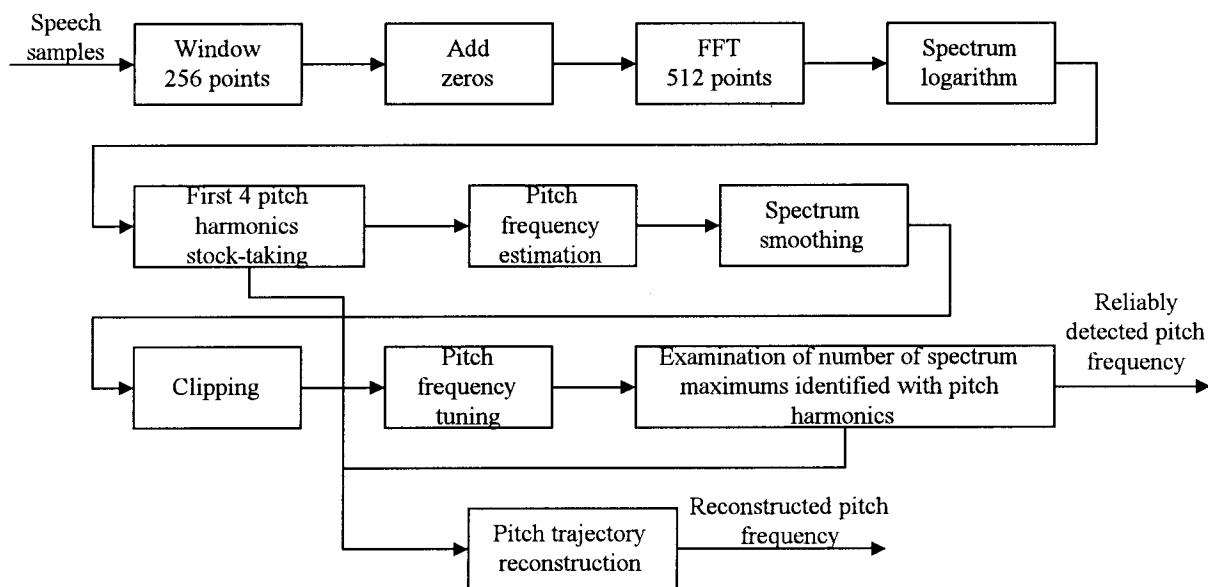 Speech
samples
Window
256 points
Add
zeros
FFT
512 points
Spectrum
logarithm
First 4 pitch
harmonics
stock-taking
Pitch
frequency
estimation
Spectrum
smoothing
Clipping
Pitch
frequency
tuning
Examination of number of spectrum
maximums identified with pitch
harmonics
Reliably
detected pitch
frequency
Pitch trajectory
reconstruction
Reconstructed pitch
frequency